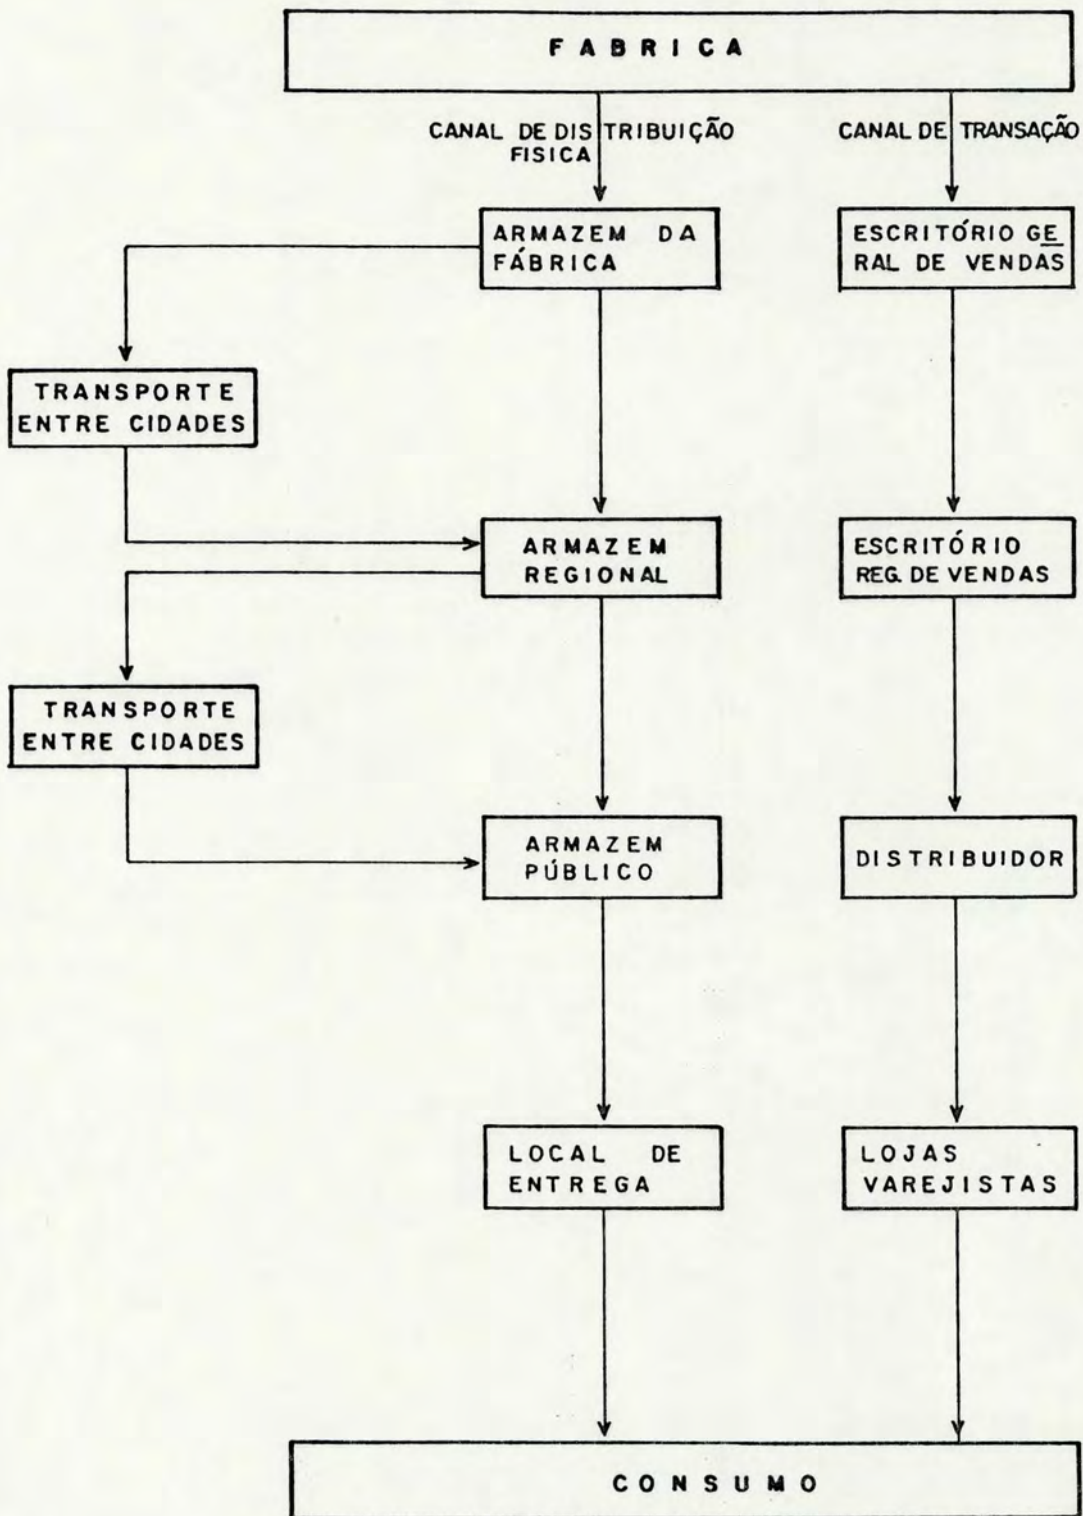 FABRICA
CANAL DE DISTRIBUIÇÃO
FISICA
CANAL DE TRANSAÇÃO
ARMAZEM DA
FÁBRICA
ESCRITÓRIO GE
RAL DE VENDAS
TRANSPORTE
ENTRE CIDADES
ARMAZEM
REGIONAL
ESCRITÓRIO
REG. DE VENDAS
TRANSPORTE
ENTRE CIDADES
ARMAZEM
PÚBLICO
DISTRIBUIDOR
LOCAL DE
ENTREGA
LOJAS
VAREJISTAS
CONSUMO